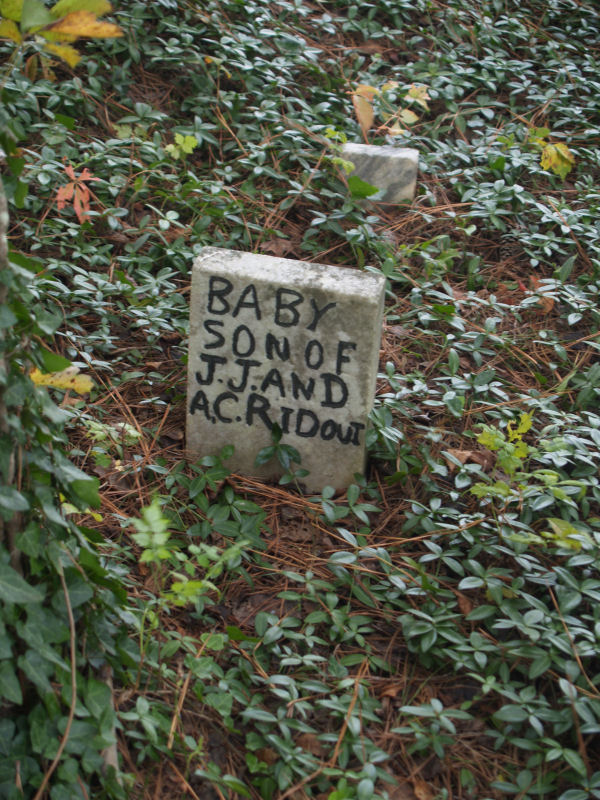 BABY
SON OF
J.J. AND
A.C. RIDOUT